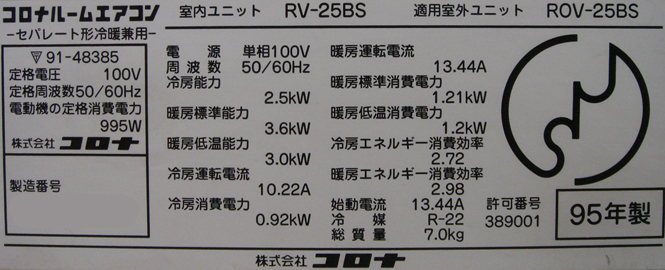 コロナルームエアコン
室内ユニット RV-25BS 適用室外ユニット ROV-25BS
-セパレート形冷暖兼用-
▽91-48385
定格電圧 100V
定格周波数50/60Hz
電動機の定格消費電力
995W
株式会社コロナ
製造番号
電源 単相100V
周波数 50/60Hz
冷房能力
2.5kW
暖房標準能力
3.6kW
暖房低温能力
3.0kW
冷房運転電流
10.22A
冷房消費電力
0.92kW
暖房運転電流
13.44A
暖房標準消費電力
1.21kW
暖房低温消費電力
1.2kW
冷房エネルギー消費効率
2.72
暖房エネルギー消費効率
2.98
始動電流 13.44A
冷媒 R-22
総質量 7.0kg
許可番号
389001
95年製
株式会社 コロナ